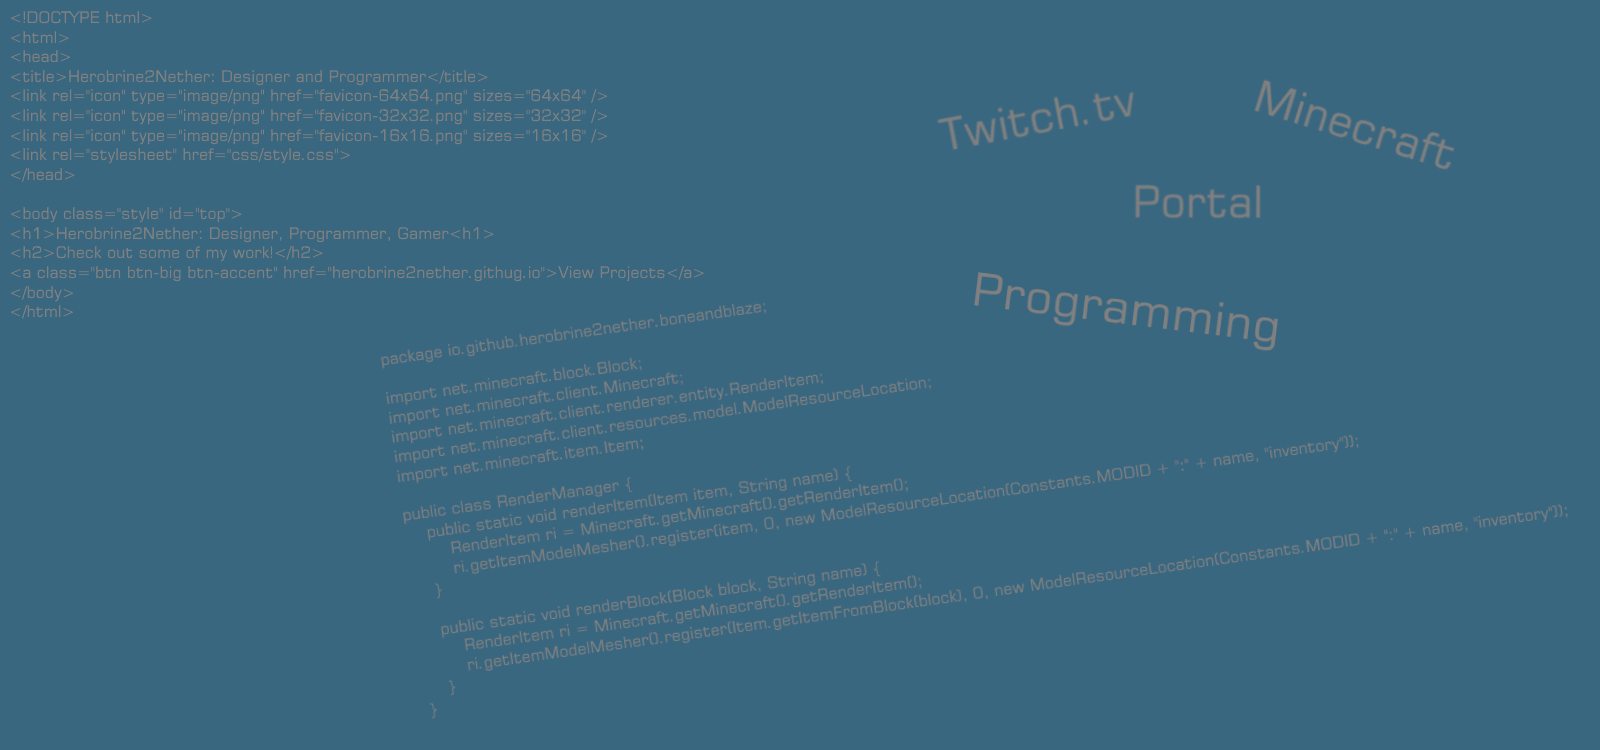 <!DOCTYPE html>
<html>
<head>
<title>Herobrine2Nether: Designer and Programmer</title>
<link rel="icon" type="image/png" href="favicon-64x64.png" sizes="64x64" />
<link rel="icon" type="image/png" href="favicon-32x32.png" sizes="32x32" />
<link rel="icon" type="image/png" href="favicon-16x16.png" sizes="16x16" />
<link rel="stylesheet" href="css/style.css">
</head>
<body class="style" id="top">
<h1>Herobrine2Nether: Designer, Programmer, Gamer<h1>
<h2>Check out some of my work!</h2>
<a class="btn btn-big btn-accent" href="herobrine2nether.githug.io">View Projects</a>
</body>
</html>
Twitch.tv
Minecraft
Portal
Programming
package io.github.herobrine2nether.boneandblaze;
import net.minecraft.block.Block;
import net.minecraft.client.Minecraft;
import net.minecraft.client.renderer.entity.RenderItem;
import net.minecraft.client.resources.model.ModelResourceLocation;
import net.minecraft.item.Item;
public class RenderManager {
public static void renderItem(Item item, String name) {
RenderItem ri = Minecraft.getMinecraft().getRenderItem();
ri.getItemModelMesher().register(item, 0, new ModelResourceLocation(Constants.MODID + ":" + name, "inventory"));
}
public static void renderBlock(Block block, String name) {
RenderItem ri = Minecraft.getMinecraft().getRenderItem();
ri.getItemModelMesher().register(Item.getItemFromBlock(block), 0, new ModelResourceLocation(Constants.MODID + ":" + name, "inventory"));
}
}